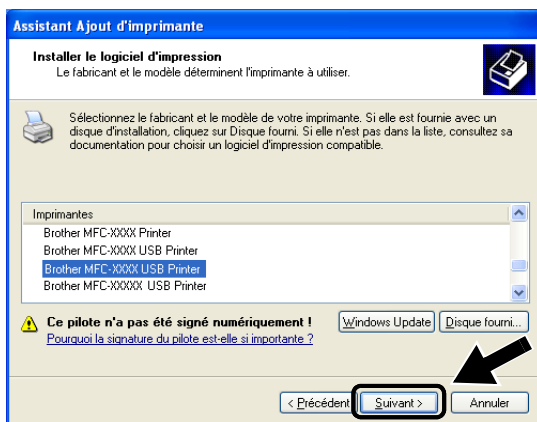 Assistant Ajout d'imprimante
Installer le logiciel d'impression
Le fabricant et le modèle déterminent l'imprimante à utiliser.
Sélectionnez le fabricant et le modèle de votre imprimante. Si elle est fournie avec un
disque d'installation, cliquez sur Disque fourni. Si elle n'est pas dans la liste, consultez sa
documentation pour choisir un logiciel d'impression compatible.
Imprimantes
Brother MFC-XXXX Printer
Brother MFC-XXXX USB Printer
Brother MFC-XXXX USB Printer
Brother MFC-XXXXX USB Printer
Ce pilote n'a pas été signé numériquement !
Windows Update
Disque fourni...
Pourquoi la signature du pilote est-elle si importante ?
< Précédent
Suivant >
Annuler